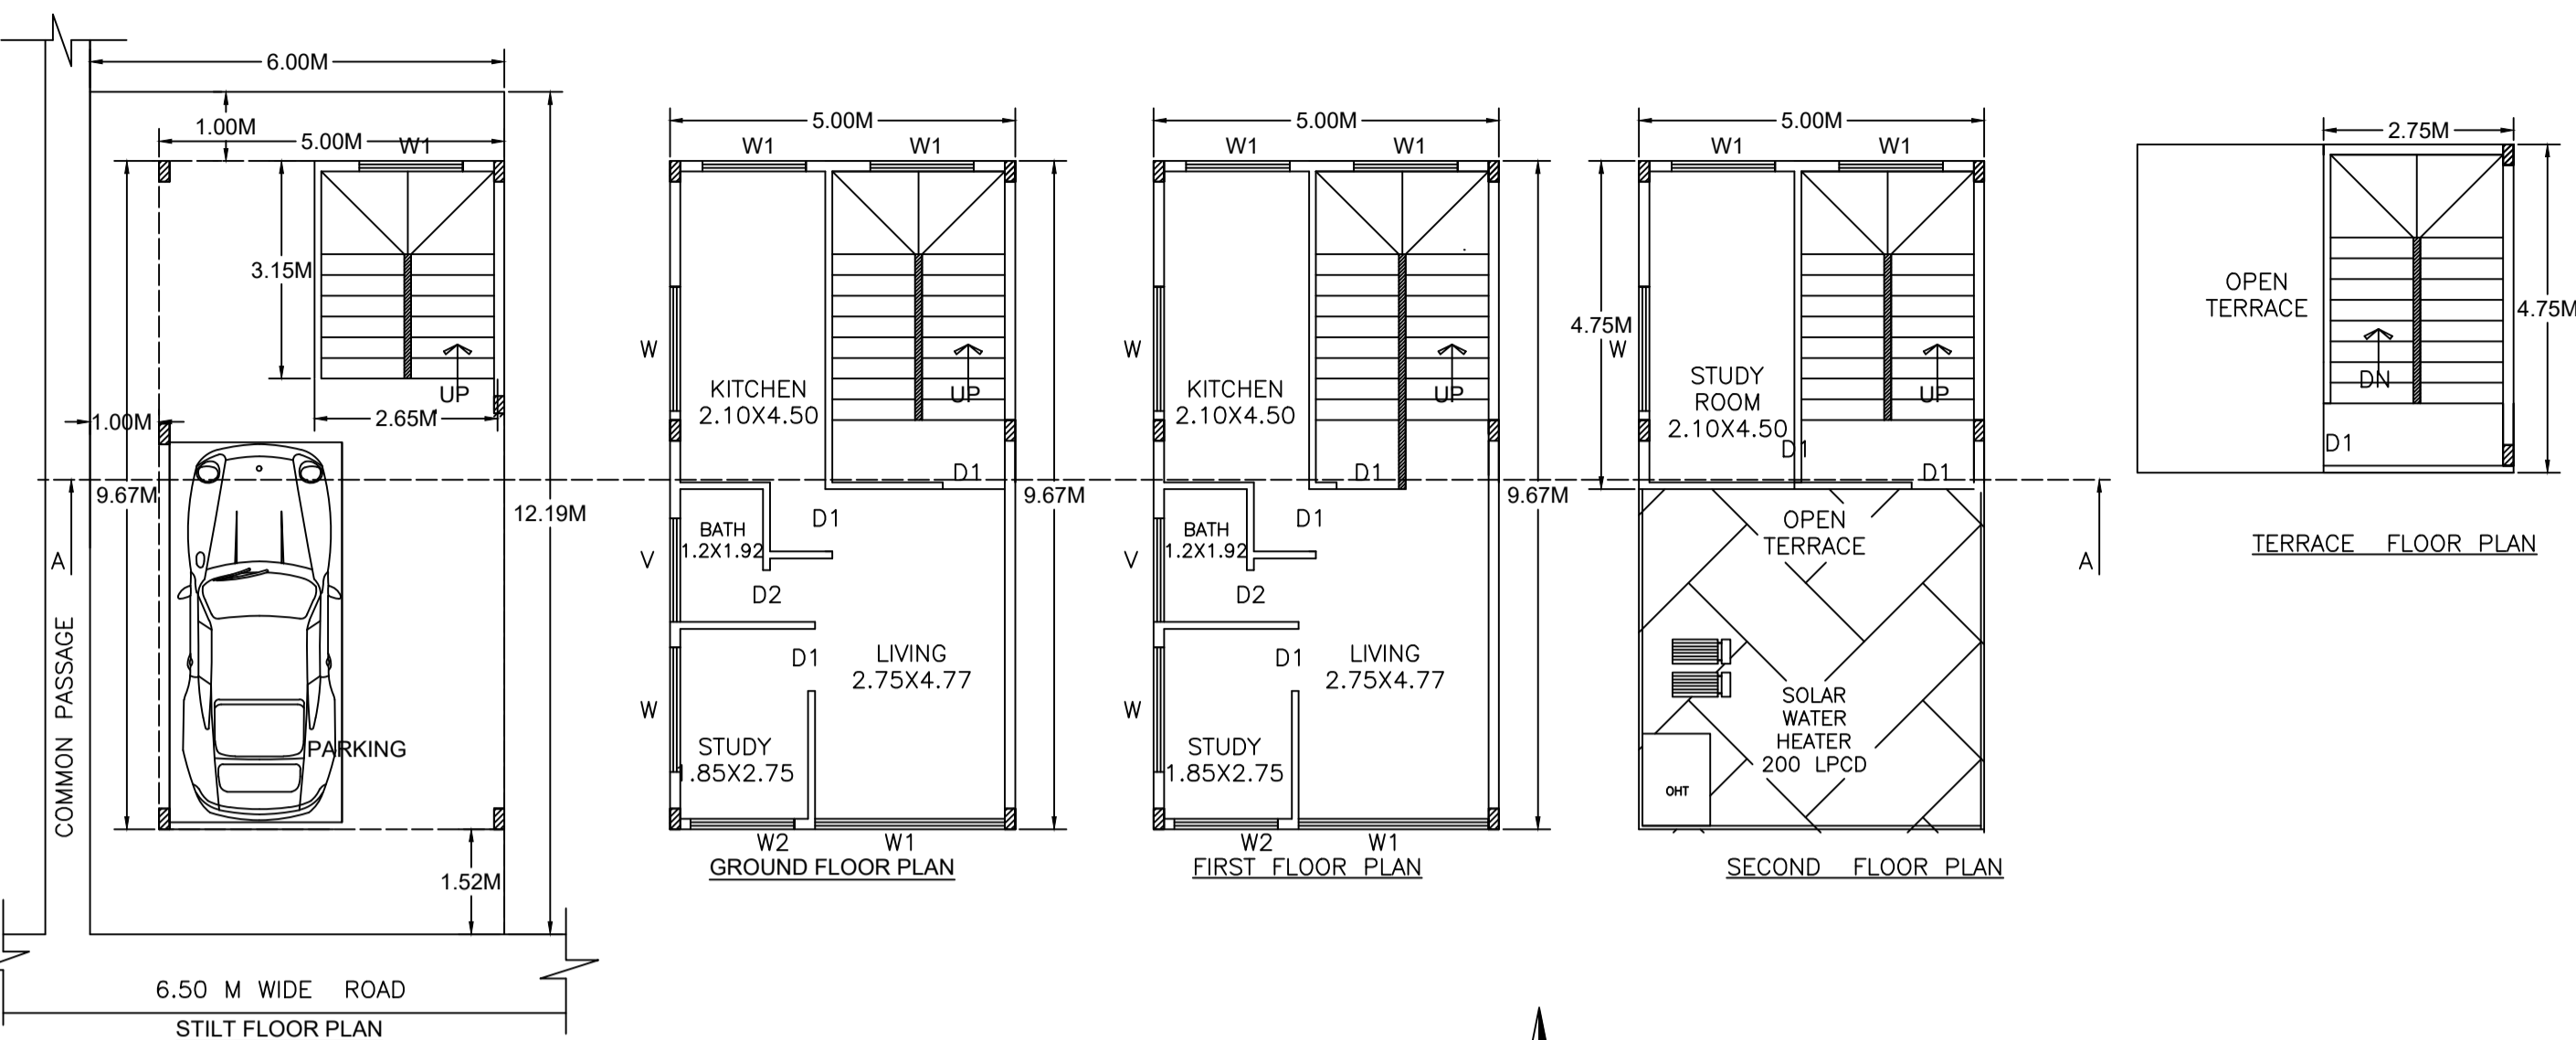 6.00M
1.00M
5.00M
W1
3.15M
UP
1.00M
2.65M
9.67M
12.19M
A
COMMON PASSAGE
PARKING
1.52M
6.50 M WIDE ROAD
STILT FLOOR PLAN
5.00M
W1
W1
W
KITCHEN
2.10X4.50
UP
D1
9.67M
BATH
1.2X1.92
D1
V
D2
D1
LIVING
2.75X4.77
W
STUDY
1.85X2.75
W2
W1
GROUND FLOOR PLAN
5.00M
W1
W1
W
KITCHEN
2.10X4.50
UP
D1
9.67M
BATH
1.2X1.92
D1
V
D2
D1
LIVING
2.75X4.77
W
STUDY
1.85X2.75
W2
W1
FIRST FLOOR PLAN
5.00M
W1
W1
4.75M
W
STUDY
ROOM
2.10X4.50
UP
D1
D1
OPEN
TERRACE
A
SOLAR
WATER
HEATER
200 LPCD
OHT
SECOND FLOOR PLAN
2.75M
OPEN
TERRACE
4.75M
DN
D1
TERRACE FLOOR PLAN